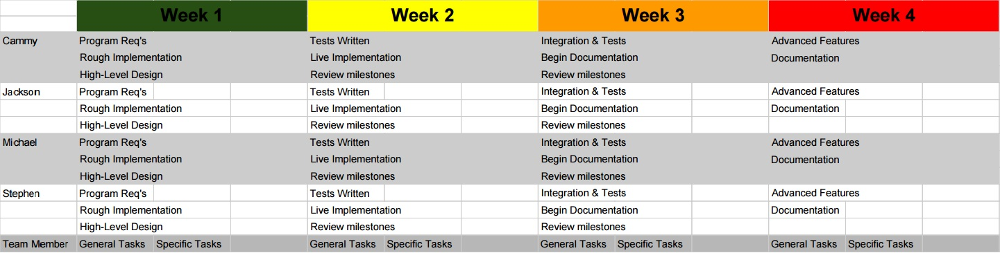 Week 1 Week 2 Week 3 Week 4
Cammy Program Req's Tests Written Integration & Tests Advanced Features
Rough Implementation Live Implementation Begin Documentation Documentation
High-Level Design Review milestones Review milestones
Jackson Program Req's Tests Written Integration & Tests Advanced Features
Rough Implementation Live Implementation Begin Documentation Documentation
High-Level Design Review milestones Review milestones
Michael Program Req's Tests Written Integration & Tests Advanced Features
Rough Implementation Live Implementation Begin Documentation Documentation
High-Level Design Review milestones Review milestones
Stephen Program Req's Tests Written Integration & Tests Advanced Features
Rough Implementation Live Implementation Begin Documentation Documentation
High-Level Design Review milestones Review milestones
Team Member General Tasks Specific Tasks General Tasks Specific Tasks General Tasks Specific Tasks General Tasks Specific Tasks